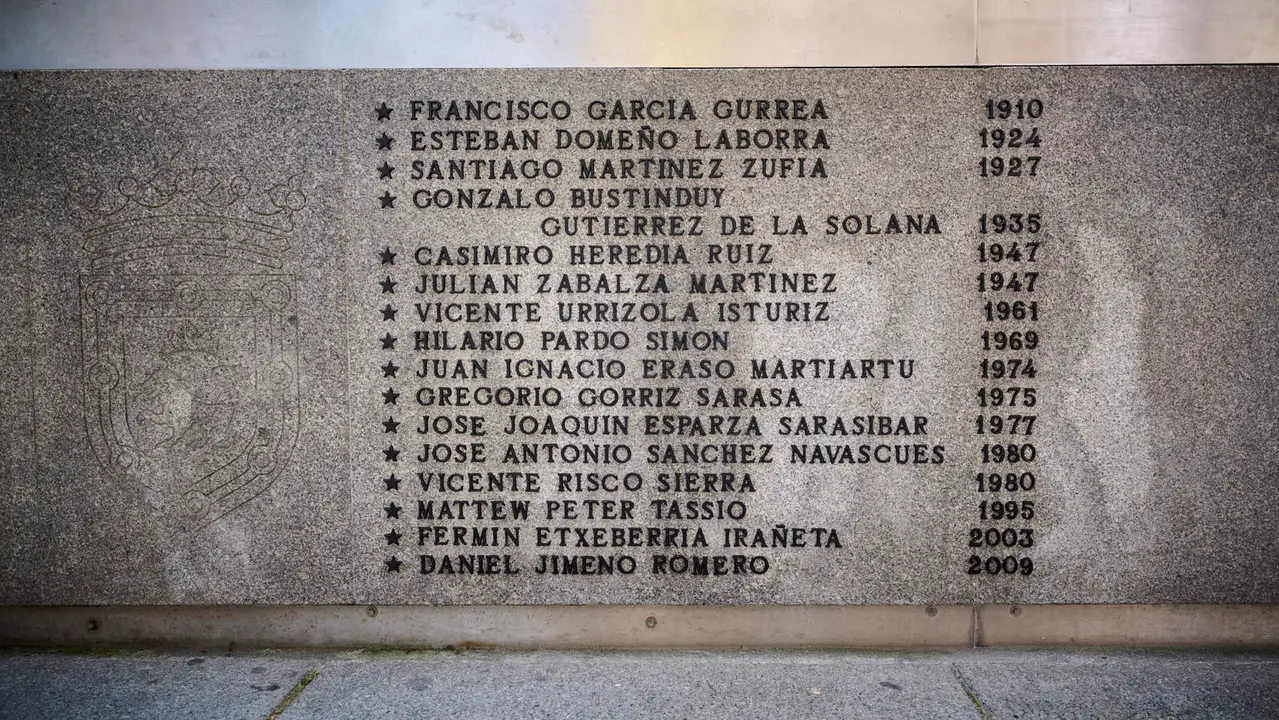 ★ FRANCISCO GARCIA GURREA 1910
★ ESTEBAN DOMEÑO LABORRA 1924
★ SANTIAGO MARTINEZ ZUFIA 1927
★ GONZALO BUSTINDUY
GUTIERREZ DE LA SOLANA 1935
★ CASIMIRO HEREDIA RUIZ 1947
★ JULIAN ZABALZA MARTINEZ 1947
★ VICENTE URRIZOLA ISTURIZ 1961
★ HILARIO PARDO SIMON 1969
★ JUAN IGNACIO ERASO MARTIARTU 1974
★ GREGORIO GORRIZ SARASA 1975
★ JOSE JOAQUIN ESPARZA SARASIBAR 1977
★ JOSE ANTONIO SANCHEZ NAVASCUES 1980
★ VICENTE RISCO SIERRA 1980
★ MATTEW PETER TASSIO 1995
★ FERMIN ETXEBERRIA IRAÑETA 2003
★ DANIEL JIMENO ROMERO 2009